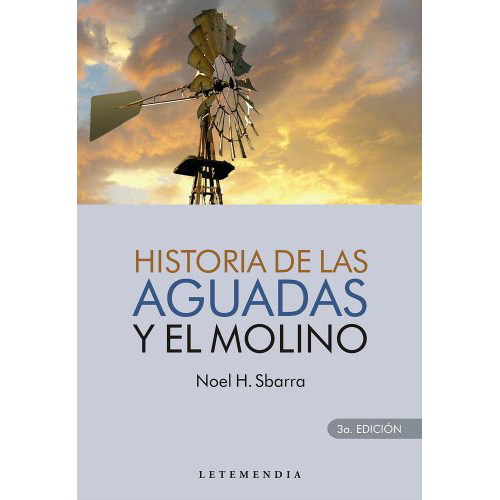 HISTORIA DE LAS
AGUADAS
Y EL MOLINO
Noel H. Sbarra
3a. EDICIÓN
LETEMENDIA